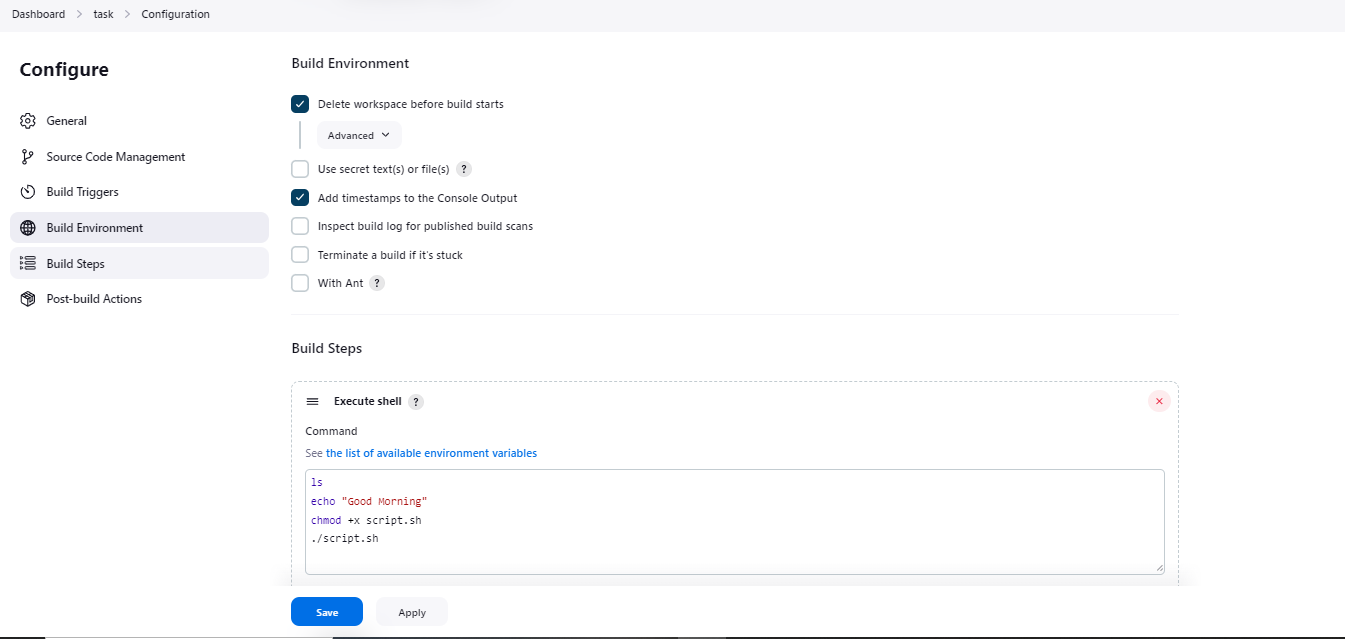 Dashboard > task > Configuration
Configure
General
Source Code Management
Build Triggers
Build Environment
Build Steps
Post-build Actions
Build Environment
Delete workspace before build starts
Advanced
Use secret text(s) or file(s) ?
Add timestamps to the Console Output
Inspect build log for published build scans
Terminate a build if it's stuck
With Ant ?
Build Steps
Execute shell ?
Command
See the list of available environment variables
ls
echo "Good Morning"
chmod +x script.sh
./script.sh
Save Apply